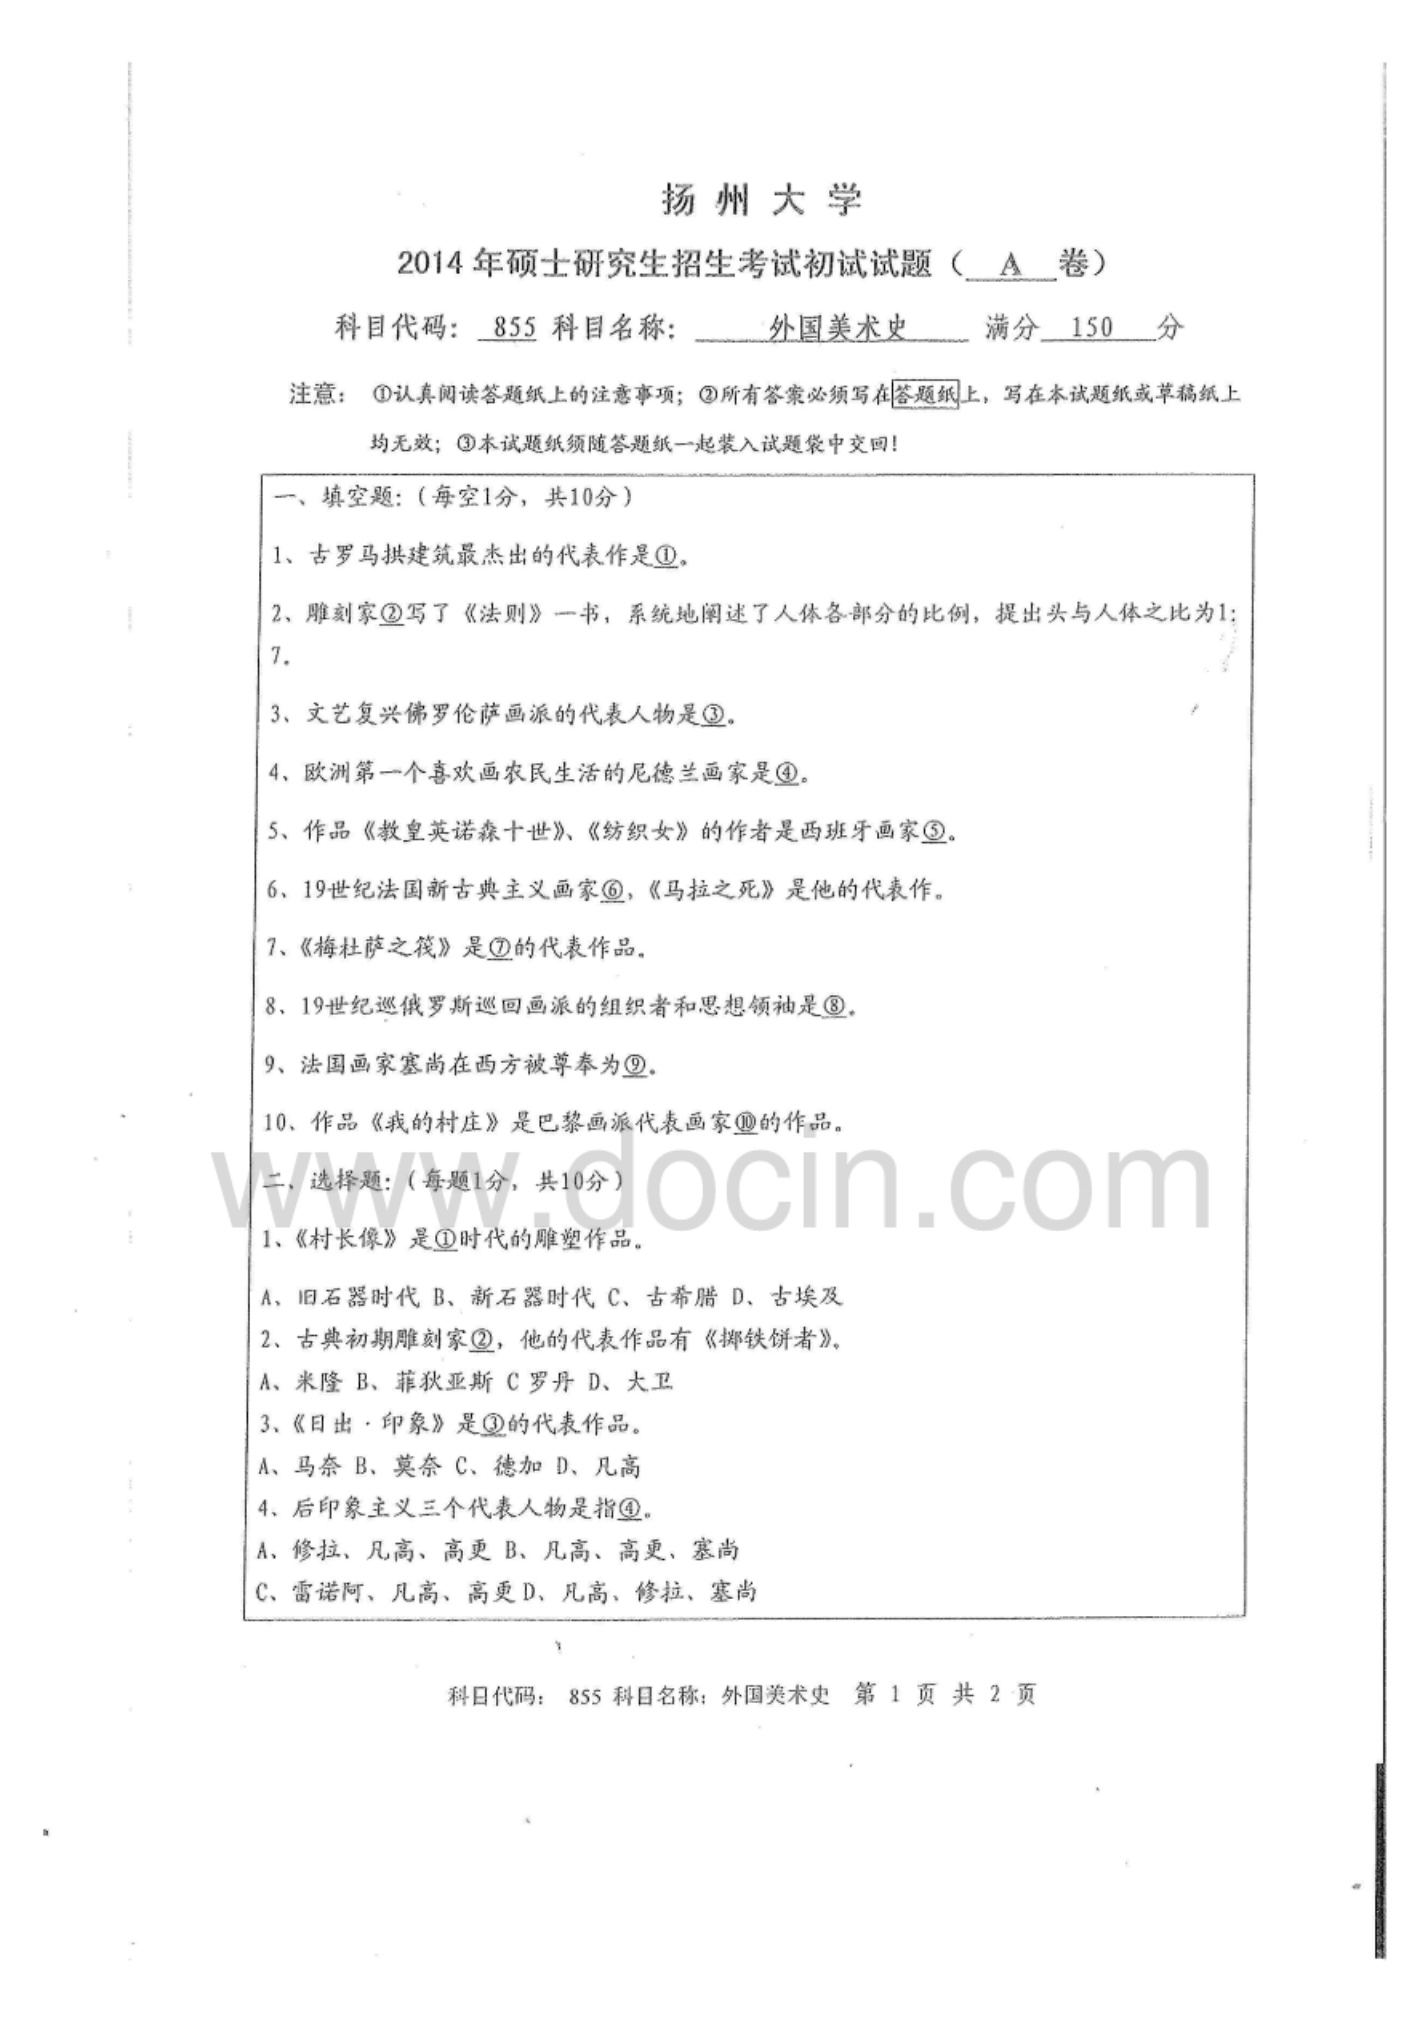 扬 州 大 学
2014 年硕士研究生招生考试初试试题（ A 卷）
科目代码： 855 科目名称： 外国美术史 满分 150 分
注意： ①认真阅读答题纸上的注意事项；②所有答案必须写在答题纸上，写在本试题纸或草稿纸上
均无效；③本试题纸须随答题纸一起装入试题袋中交回！
一、填空题：（每空1分，共10分）
1、古罗马拱建筑最杰出的代表作是①。
2、雕刻家②写了《法则》一书，系统地阐述了人体各部分的比例，提出头与人体之比为1：
7。
3、文艺复兴佛罗伦萨画派的代表人物是③。
4、欧洲第一个喜欢画农民生活的尼德兰画家是④。
5、作品《教皇英诺森十世》、《纺织女》的作者是西班牙画家⑤。
6、19世纪法国新古典主义画家⑥，《马拉之死》是他的代表作。
7、《梅杜萨之筏》是⑦的代表作品。
8、19世纪巡俄罗斯巡回画派的组织者和思想领袖是⑧。
9、法国画家塞尚在西方被尊奉为⑨。
10、作品《我的村庄》是巴黎画派代表画家⑩的作品。
www.docin.com
二、选择题：（每题1分，共10分）
1、《村长像》是①时代的雕塑作品。
A、旧石器时代 B、新石器时代 C、古希腊 D、古埃及
2、古典初期雕刻家②，他的代表作品有《掷铁饼者》。
A、米隆 B、菲狄亚斯 C 罗丹 D、大卫
3、《日出·印象》是③的代表作品。
A、马奈 B、莫奈 C、德加 D、凡高
4、后印象主义三个代表人物是指④。
A、修拉、凡高、高更 B、凡高、高更、塞尚
C、雷诺阿、凡高、高更 D、凡高、修拉、塞尚
科目代码： 855 科目名称：外国美术史 第 1 页 共 2 页